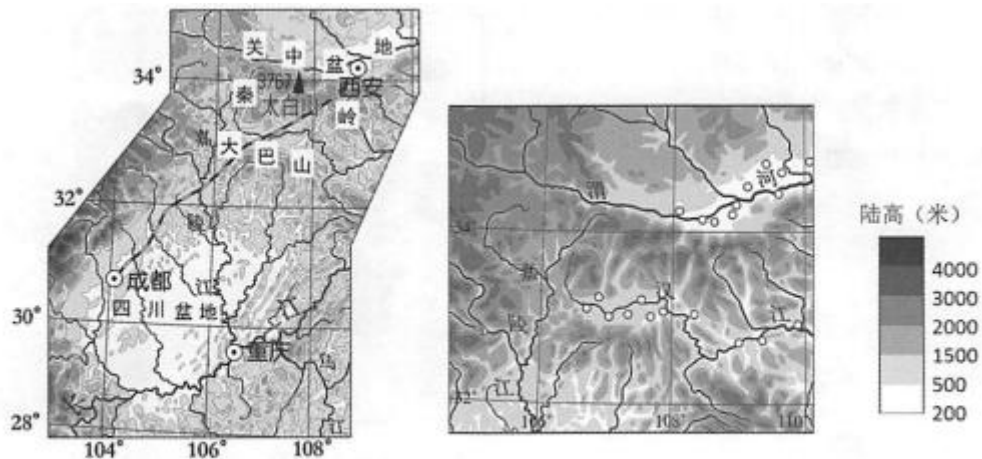 关中盆地
34°
3767
西安
秦岭
太白山
嘉
大巴山
32°
陵
成都
江
四川盆地
长
30°
重庆
乌
江
28°
104° 106° 108°
渭河
34°
嘉
汉江
陵
江
32°
106° 108° 110°
陆高（米）
4000
3000
2000
1500
500
200